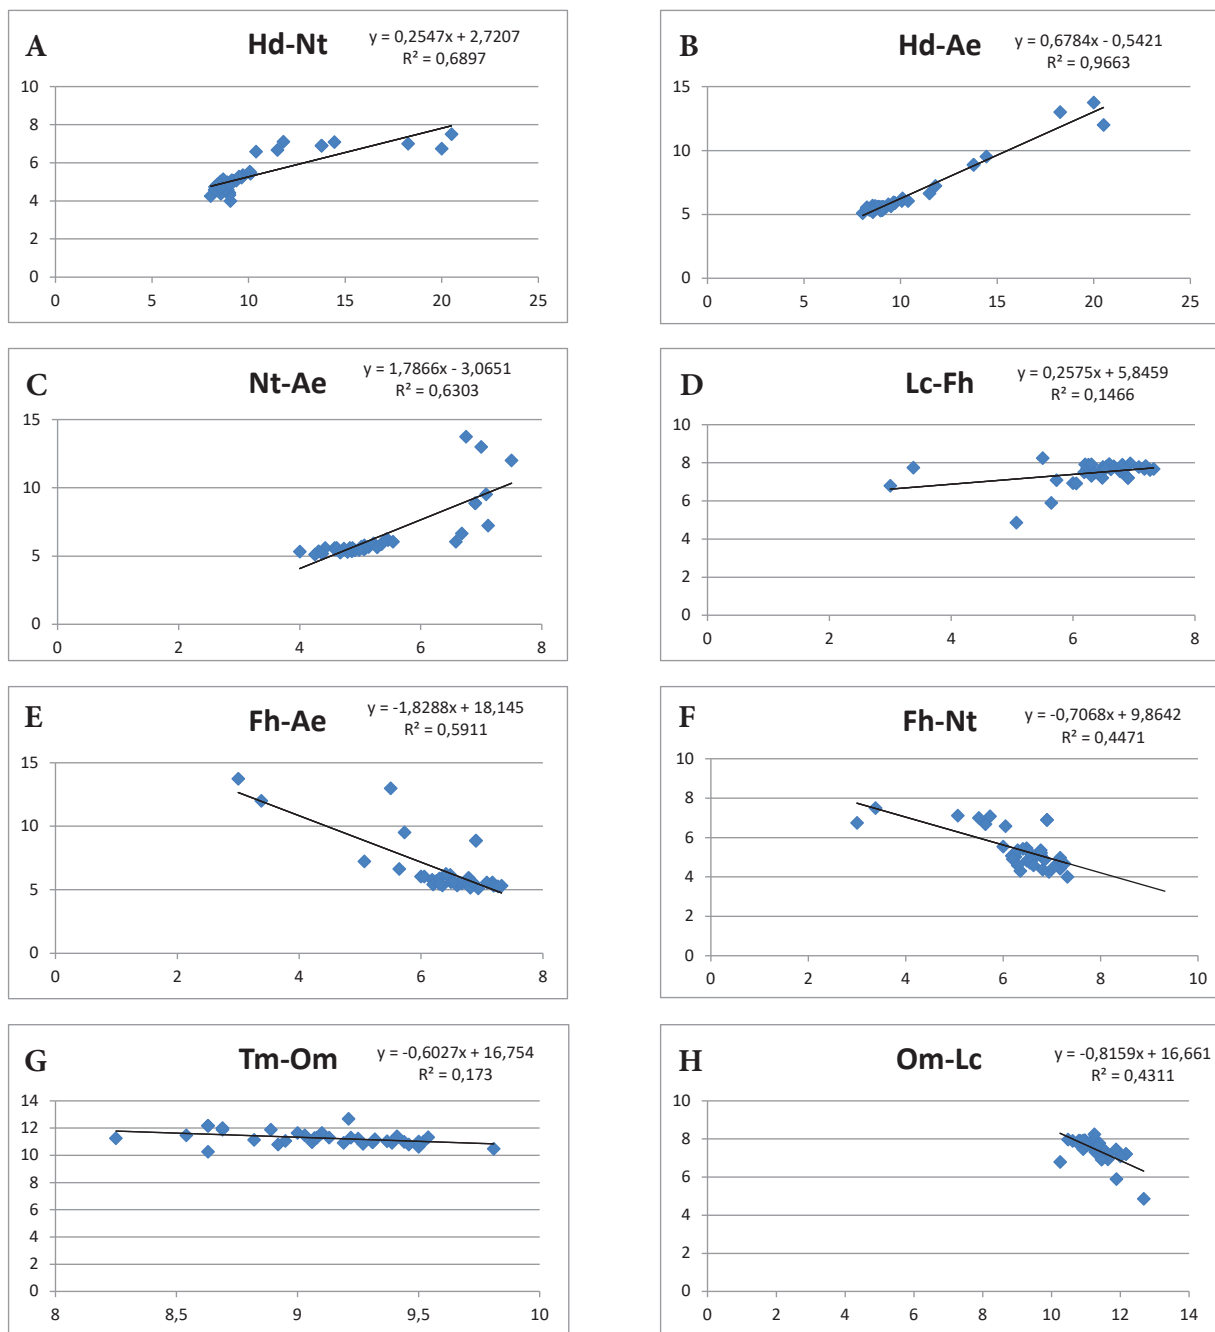 A
Hd-Nt
y = 0,2547x + 2,7207
R² = 0,6897
10
8
6
4
2
0
0 5 10 15 20 25
B
Hd-Ae
y = 0,6784x - 0,5421
R² = 0,9663
15
10
5
0
0 5 10 15 20 25
C
Nt-Ae
y = 1,7866x - 3,0651
R² = 0,6303
15
10
5
0
0 2 4 6 8
D
Lc-Fh
y = 0,2575x + 5,8459
R² = 0,1466
10
8
6
4
2
0
0 2 4 6 8
E
Fh-Ae
y = -1,8288x + 18,145
R² = 0,5911
15
10
5
0
0 2 4 6 8
F
Fh-Nt
y = -0,7068x + 9,8642
R² = 0,4471
10
8
6
4
2
0
0 2 4 6 8 10
G
Tm-Om
y = -0,6027x + 16,754
R² = 0,173
14
12
10
8
6
4
2
0
8 8,5 9 9,5 10
H
Om-Lc
y = -0,8159x + 16,661
R² = 0,4311
10
8
6
4
2
0
0 2 4 6 8 10 12 14